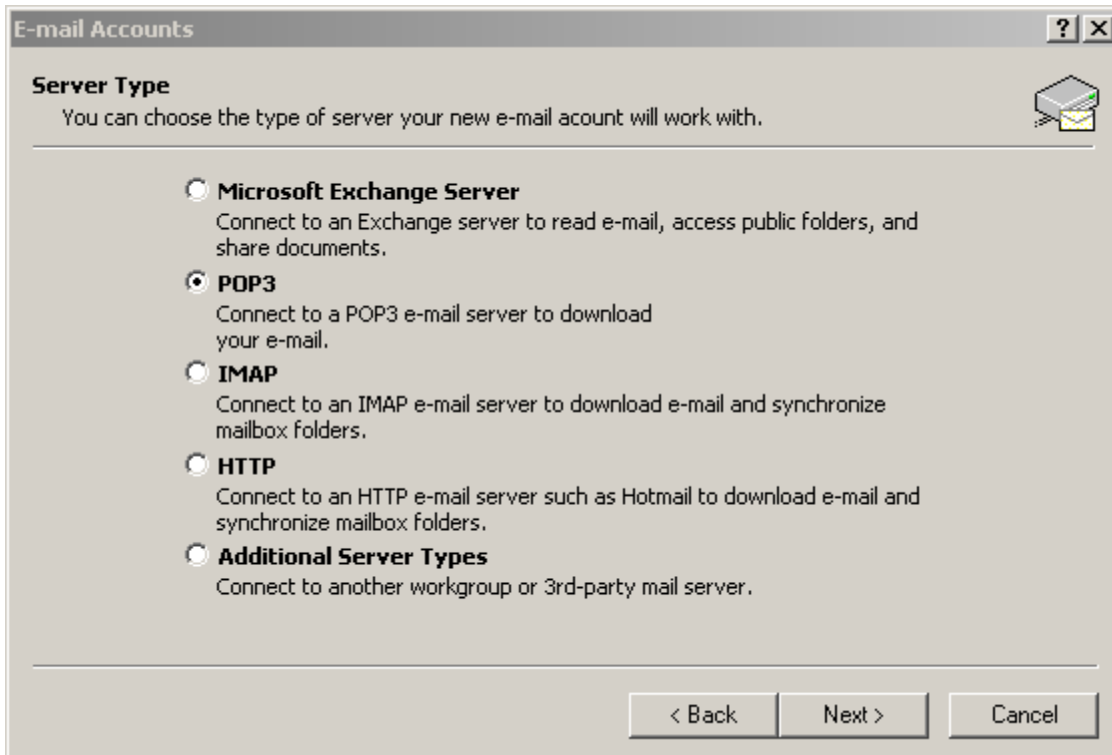 E-mail Accounts
Server Type
You can choose the type of server your new e-mail acount will work with.
Microsoft Exchange Server
Connect to an Exchange server to read e-mail, access public folders, and
share documents.
POP3
Connect to a POP3 e-mail server to download
your e-mail.
IMAP
Connect to an IMAP e-mail server to download e-mail and synchronize
mailbox folders.
HTTP
Connect to an HTTP e-mail server such as Hotmail to download e-mail and
synchronize mailbox folders.
Additional Server Types
Connect to another workgroup or 3rd-party mail server.
< Back Next > Cancel